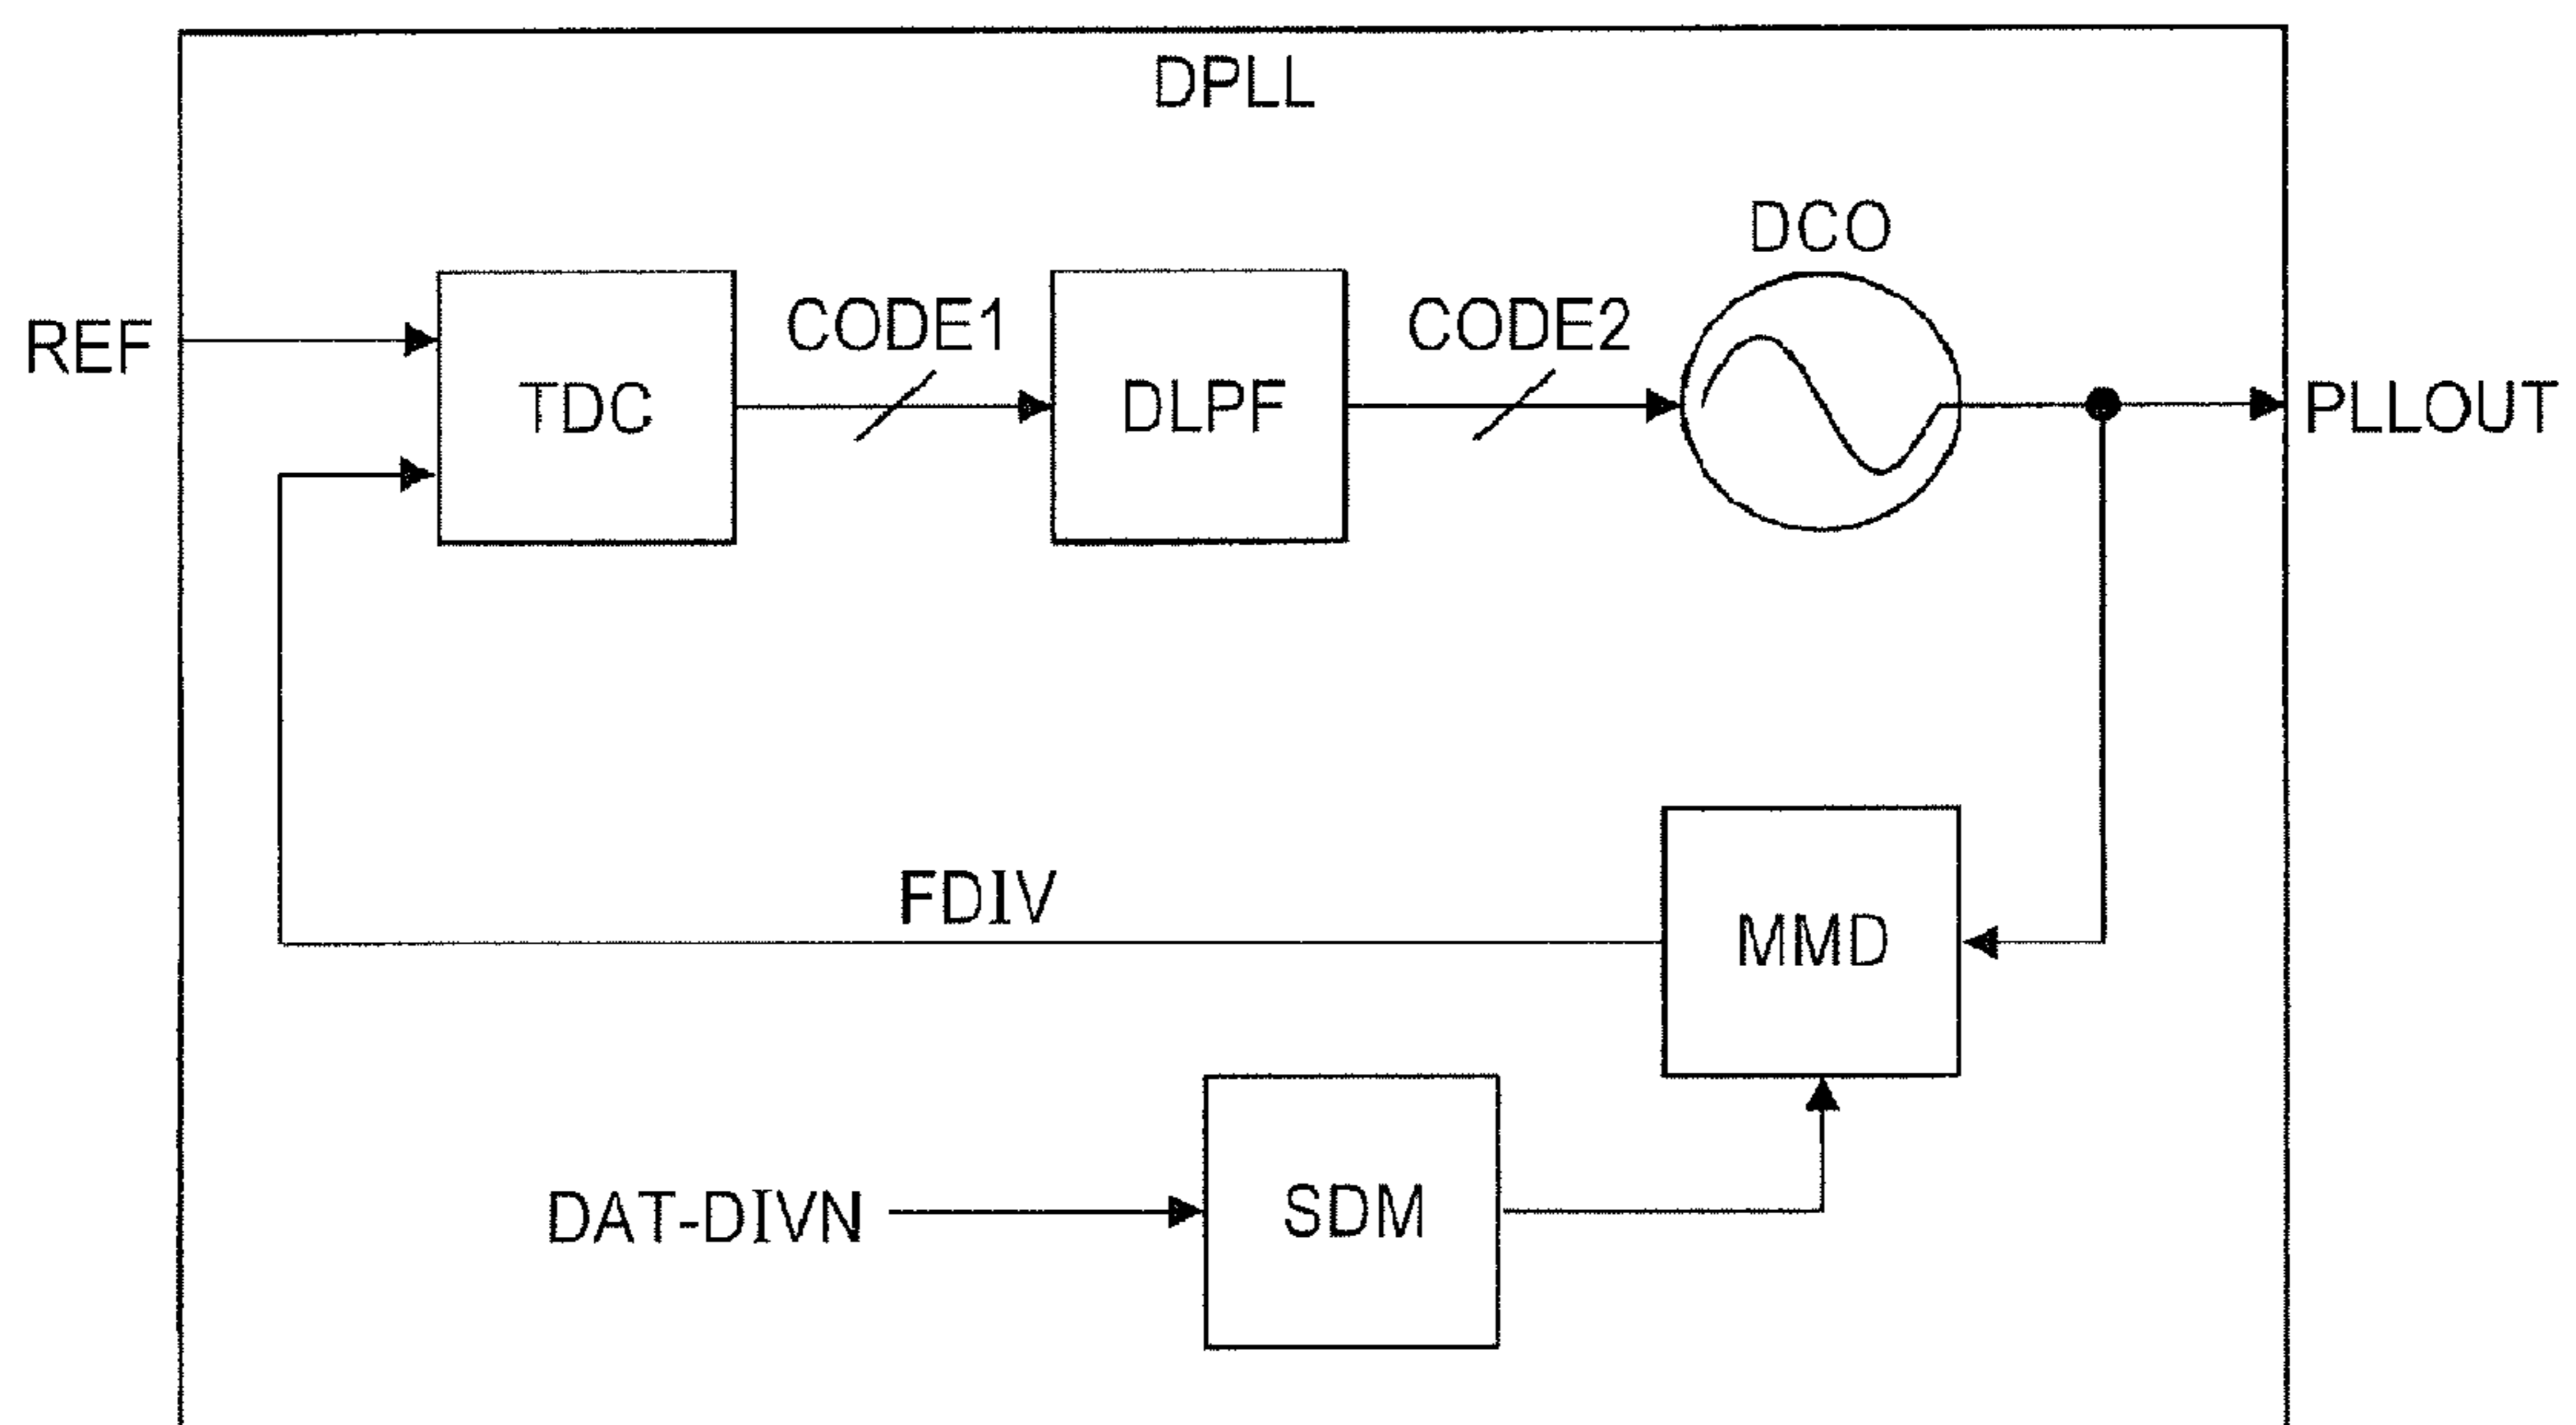 DPLL
DCO
REF
CODE1
CODE2
TDC
DLPF
PLLOUT
FDIV
MMD
DAT-DIVN
SDM